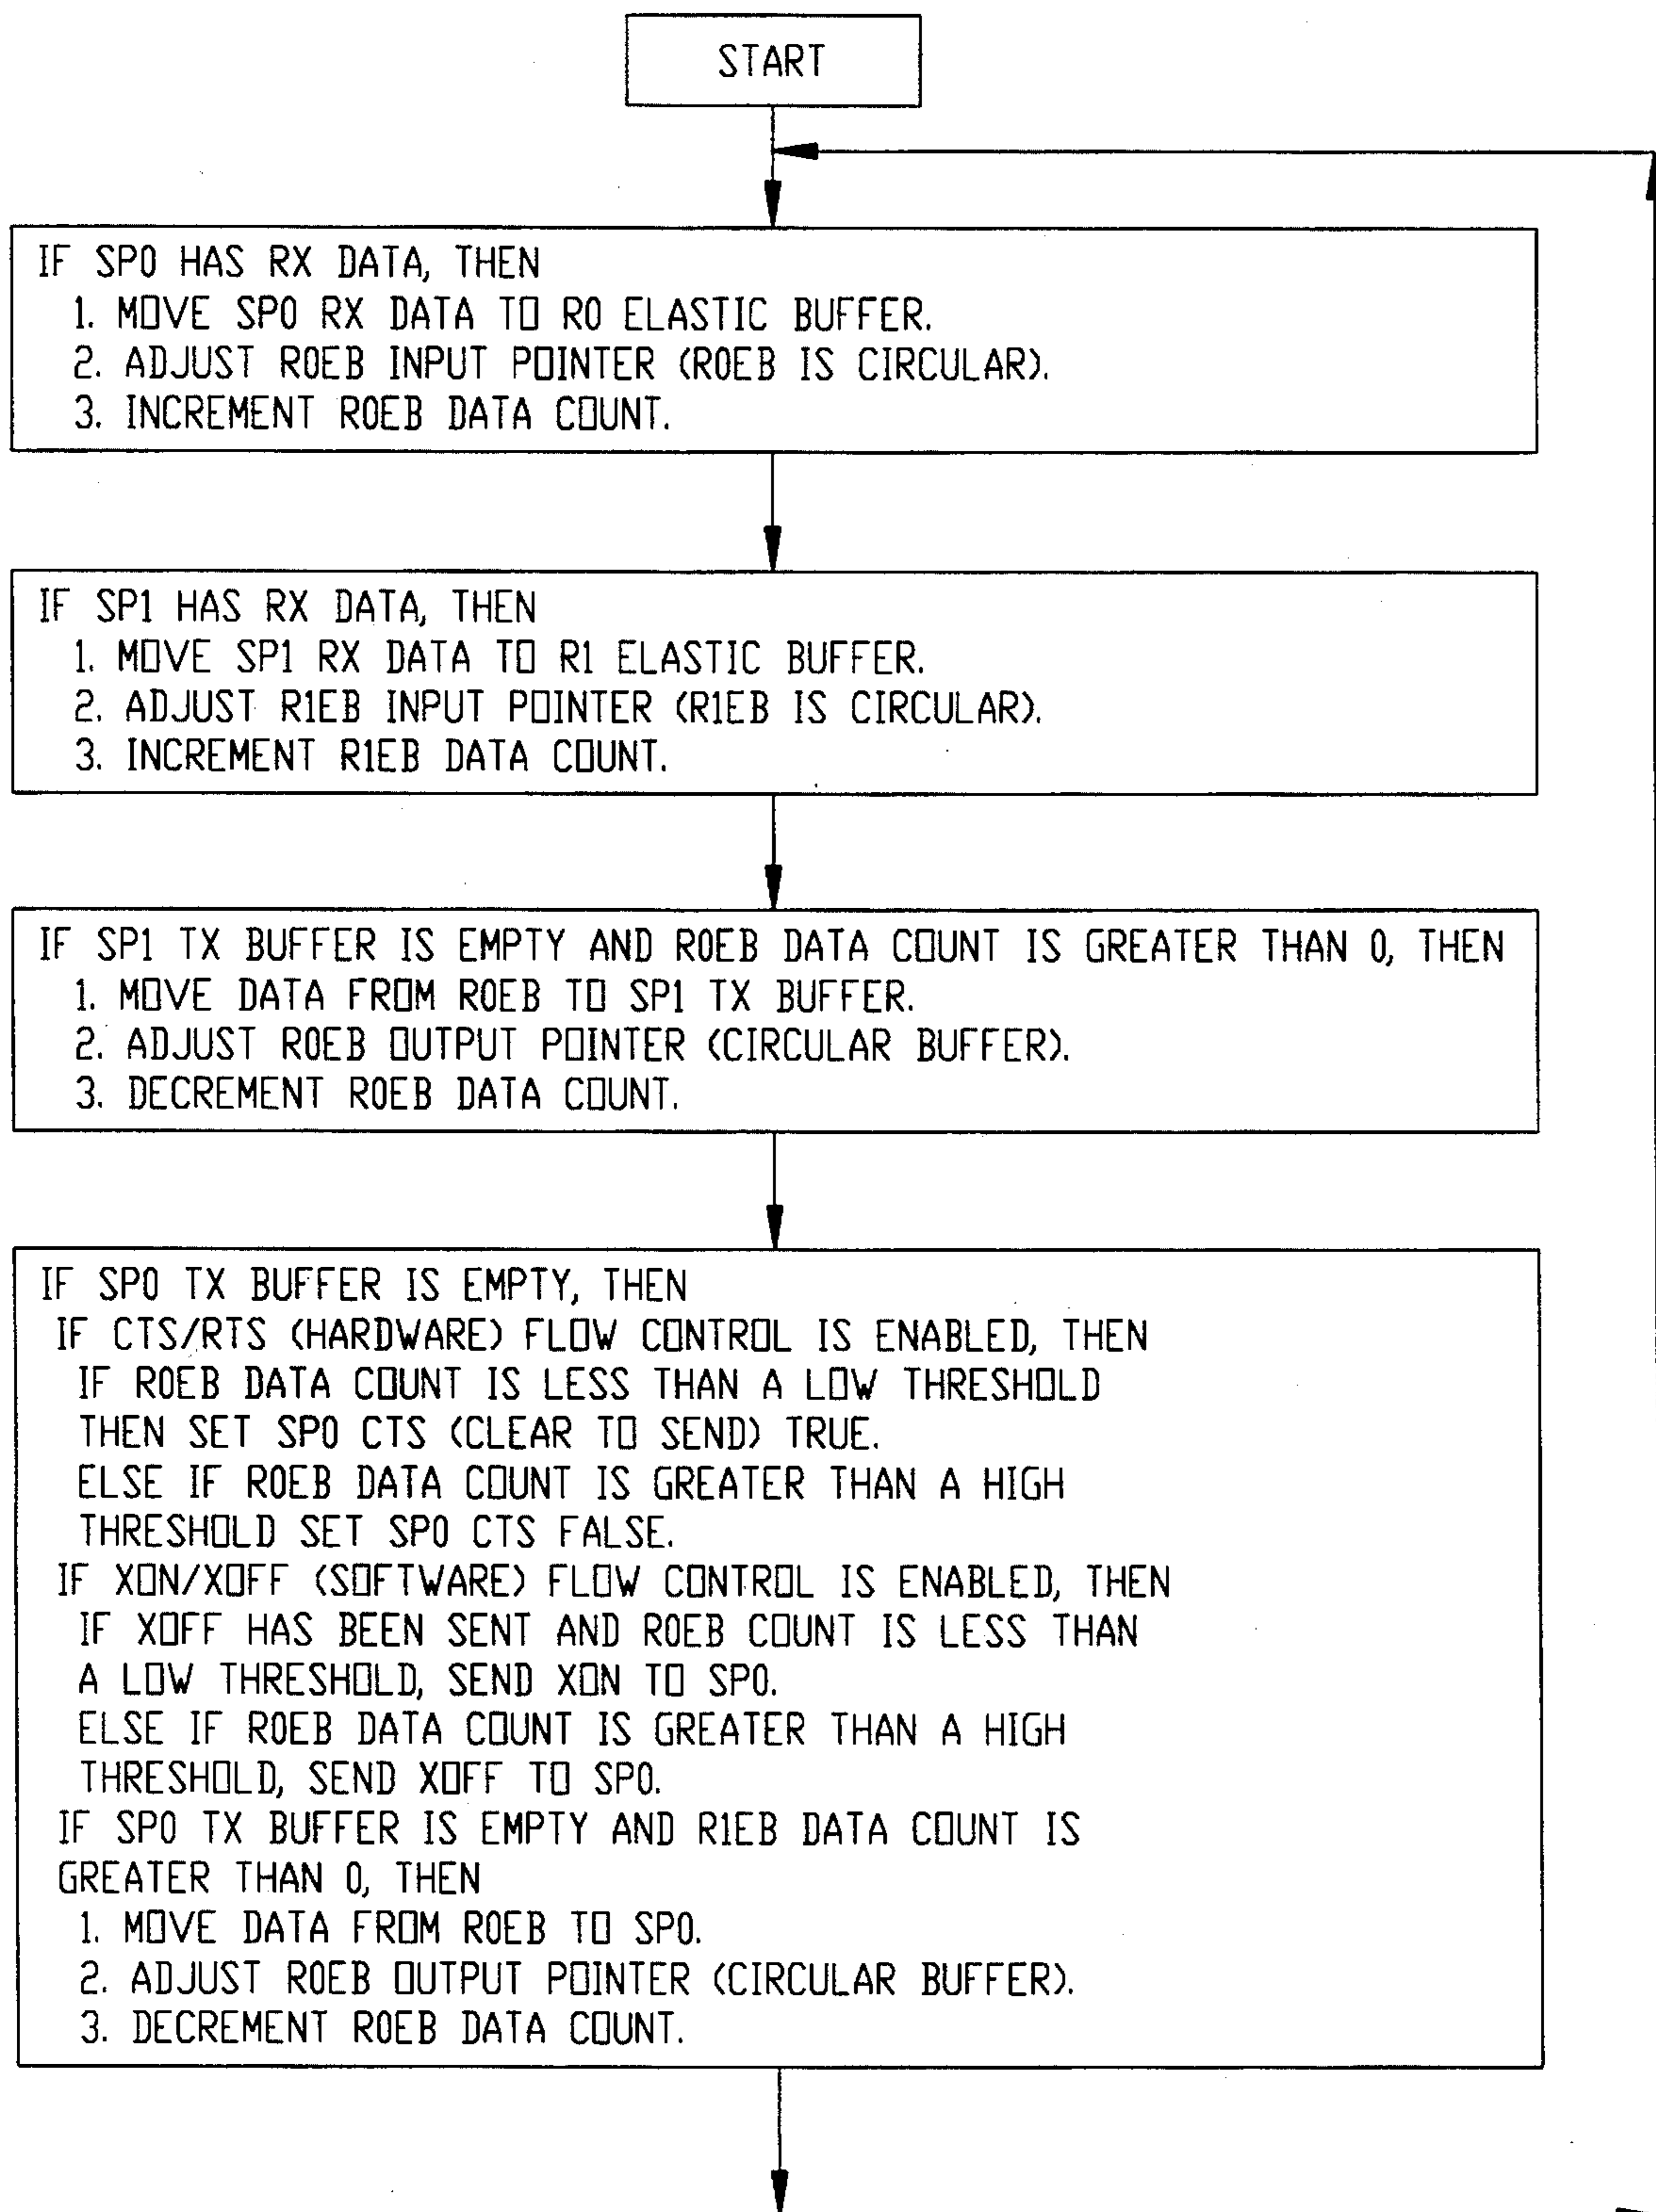 START
IF SP0 HAS RX DATA, THEN
1. MOVE SP0 RX DATA TO R0 ELASTIC BUFFER.
2. ADJUST R0EB INPUT POINTER (R0EB IS CIRCULAR).
3. INCREMENT R0EB DATA COUNT.
IF SP1 HAS RX DATA, THEN
1. MOVE SP1 RX DATA TO R1 ELASTIC BUFFER.
2. ADJUST R1EB INPUT POINTER (R1EB IS CIRCULAR).
3. INCREMENT R1EB DATA COUNT.
IF SP1 TX BUFFER IS EMPTY AND R0EB DATA COUNT IS GREATER THAN 0, THEN
1. MOVE DATA FROM R0EB TO SP1 TX BUFFER.
2. ADJUST R0EB OUTPUT POINTER (CIRCULAR BUFFER).
3. DECREMENT R0EB DATA COUNT.
IF SP0 TX BUFFER IS EMPTY, THEN
IF CTS/RTS (HARDWARE) FLOW CONTROL IS ENABLED, THEN
IF R0EB DATA COUNT IS LESS THAN A LOW THRESHOLD
THEN SET SP0 CTS (CLEAR TO SEND) TRUE.
ELSE IF R0EB DATA COUNT IS GREATER THAN A HIGH
THRESHOLD SET SP0 CTS FALSE.
IF XON/XOFF (SOFTWARE) FLOW CONTROL IS ENABLED, THEN
IF XOFF HAS BEEN SENT AND R0EB COUNT IS LESS THAN
A LOW THRESHOLD, SEND XON TO SP0.
ELSE IF R0EB DATA COUNT IS GREATER THAN A HIGH
THRESHOLD, SEND XOFF TO SP0.
IF SP0 TX BUFFER IS EMPTY AND R1EB DATA COUNT IS
GREATER THAN 0, THEN
1. MOVE DATA FROM R0EB TO SP0.
2. ADJUST R0EB OUTPUT POINTER (CIRCULAR BUFFER).
3. DECREMENT R0EB DATA COUNT.